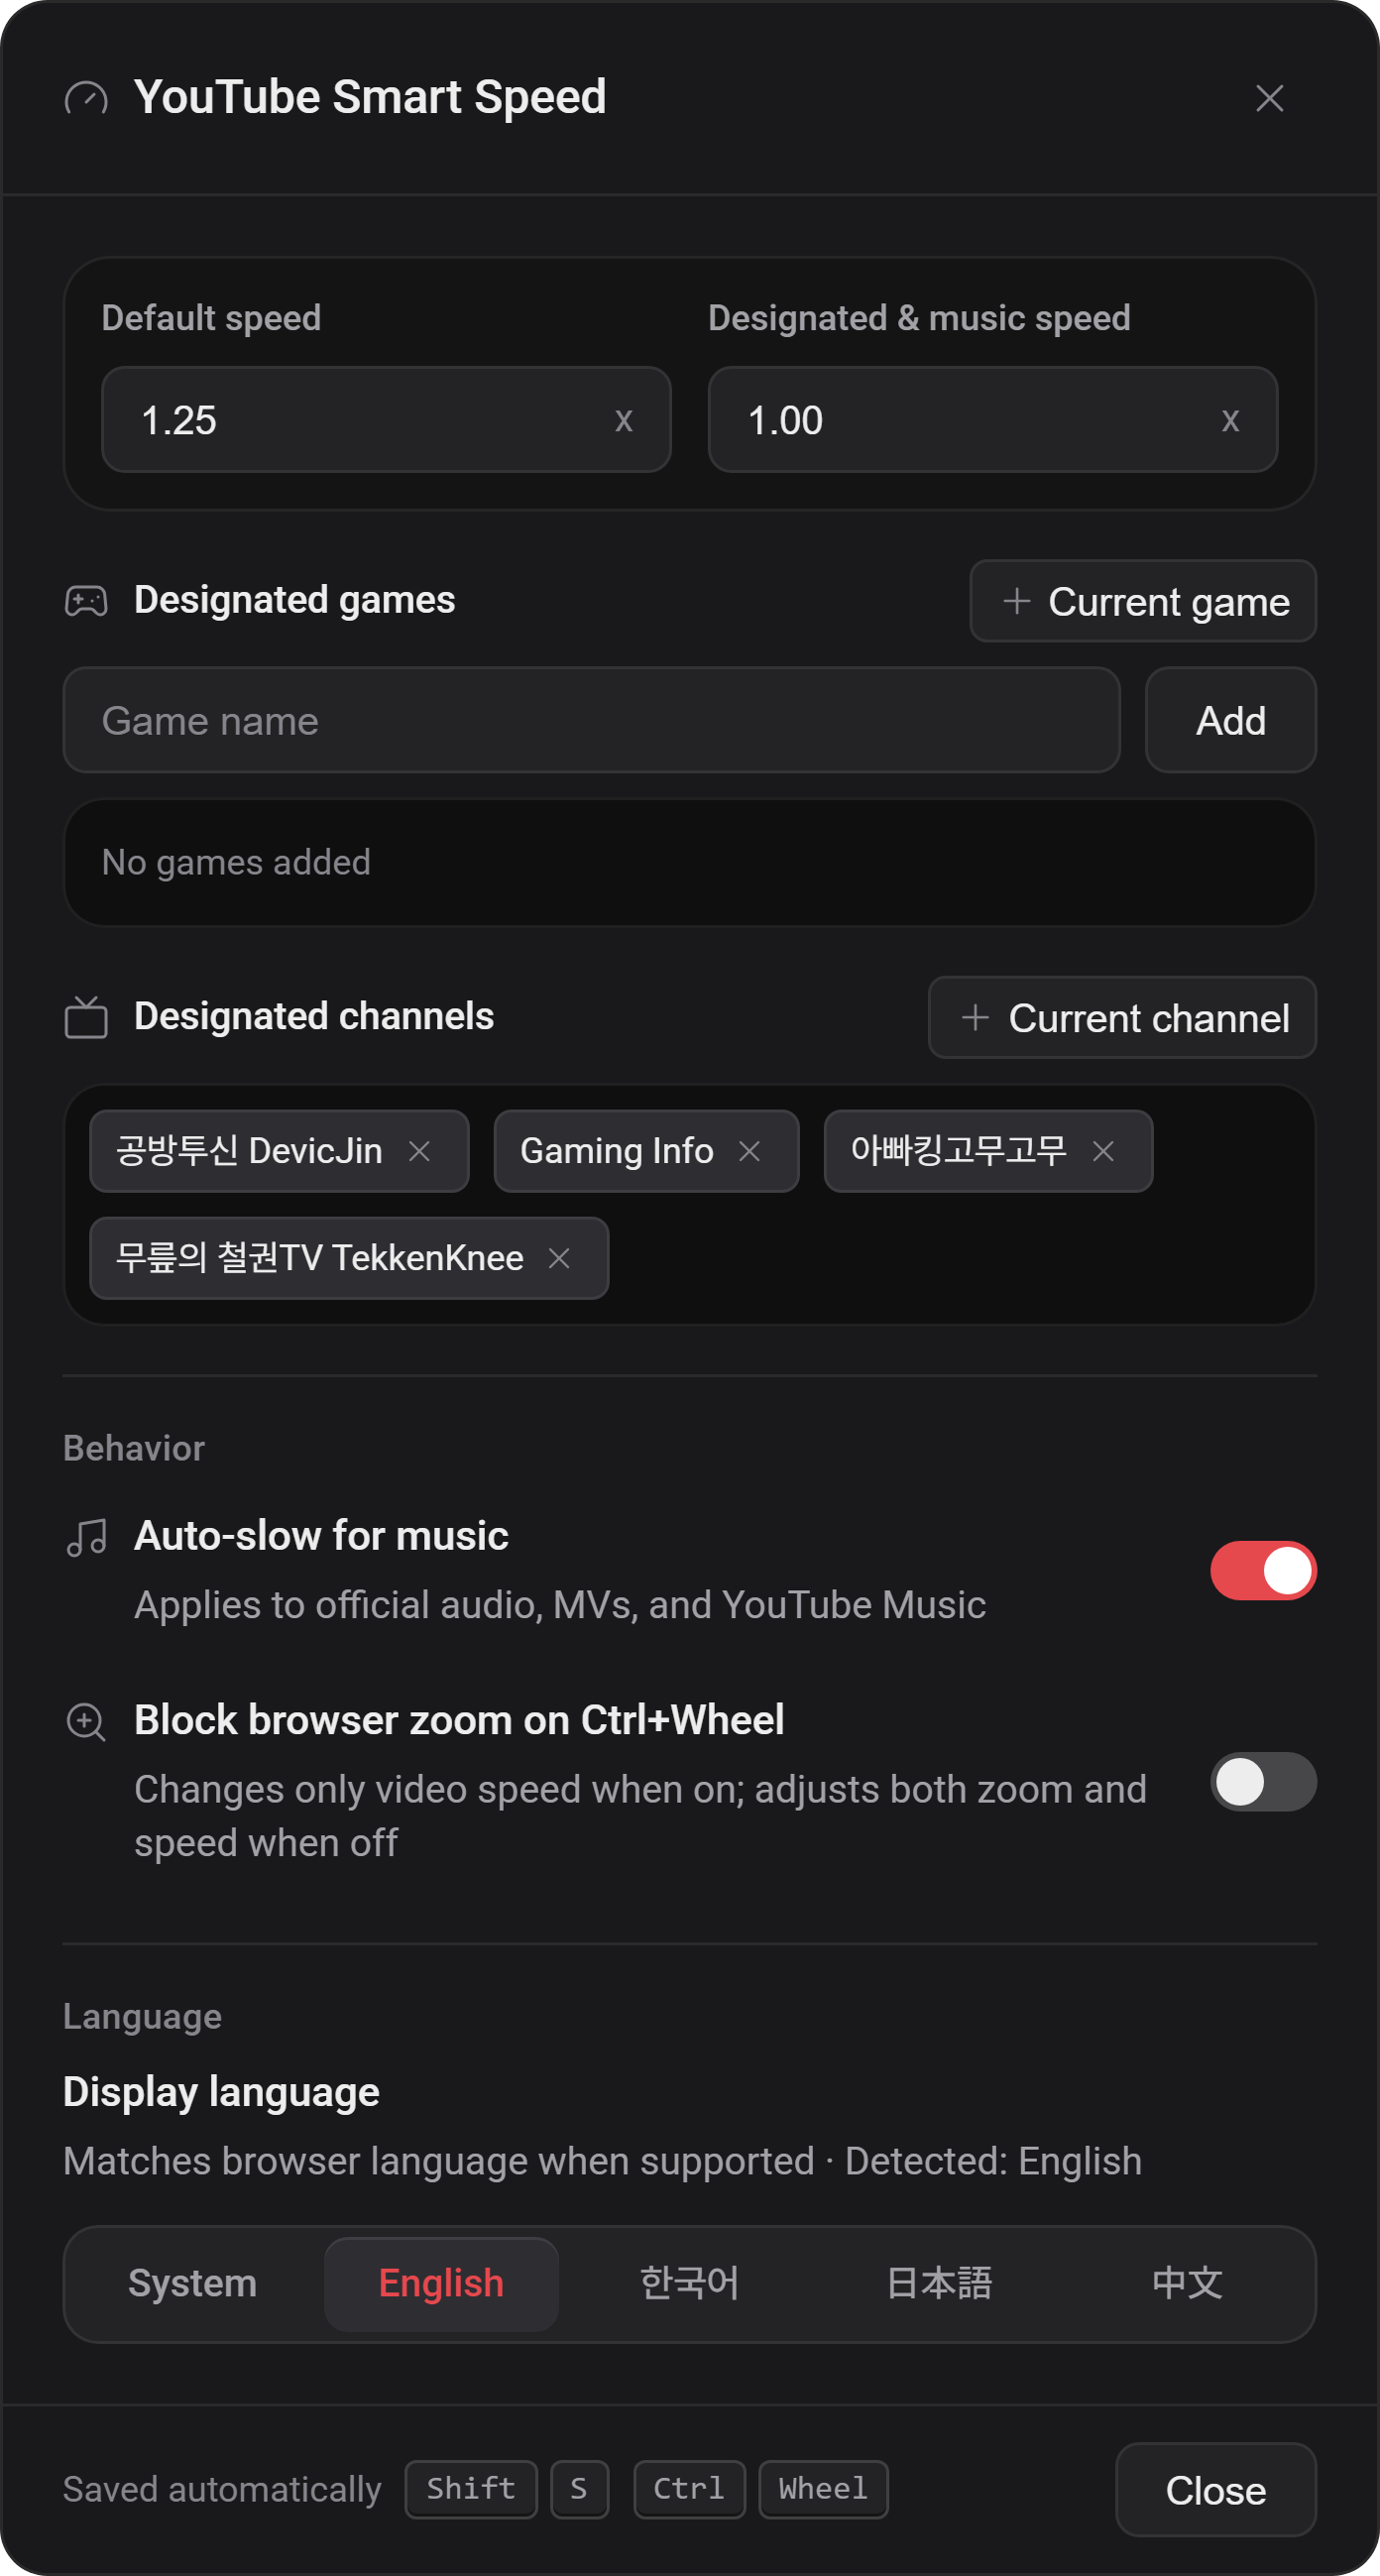 YouTube Smart Speed
Default speed
Designated & music speed
1.25 x
1.00 x
Designated games
+ Current game
Game name
Add
No games added
Designated channels
+ Current channel
공방투신 DevicJin
Gaming Info
아빠킹고무고무
무릎의 철권TV TekkenKnee
Behavior
Auto-slow for music
Applies to official audio, MVs, and YouTube Music
Block browser zoom on Ctrl+Wheel
Changes only video speed when on; adjusts both zoom and
speed when off
Language
Display language
Matches browser language when supported · Detected: English
System English 한국어 日本語 中文
Saved automatically Shift S Ctrl Wheel
Close